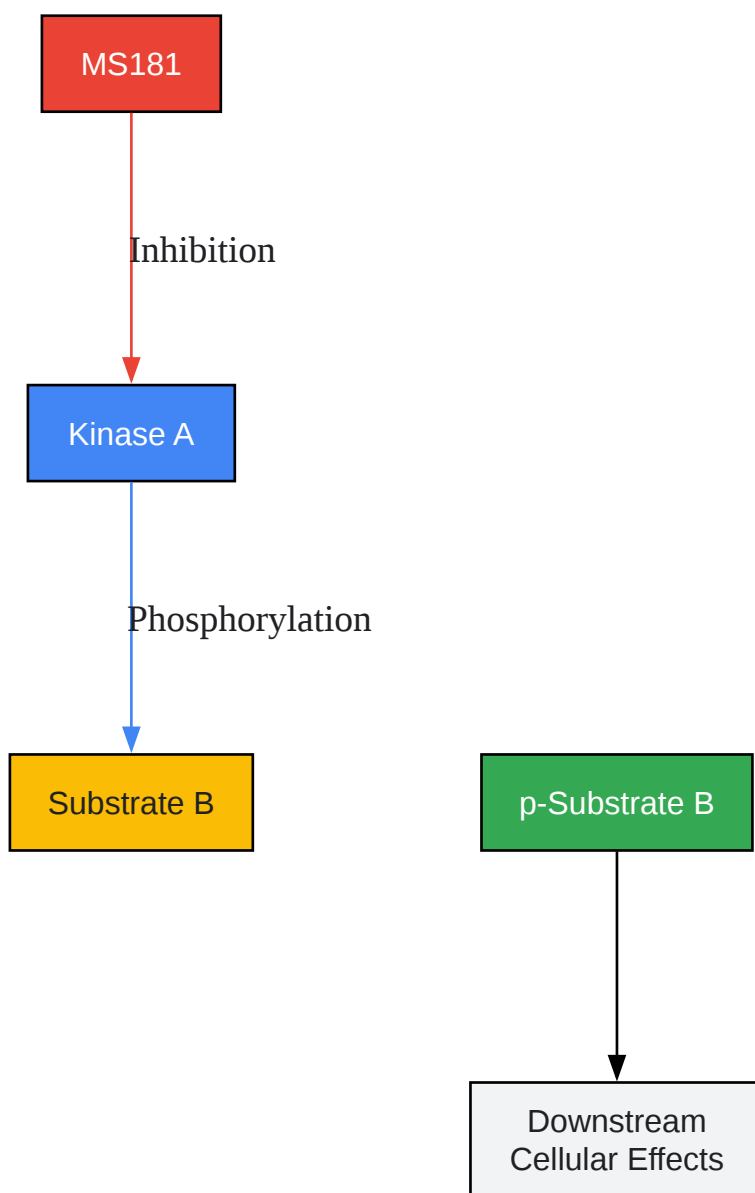 MS181
Inhibition
Kinase A
Phosphorylation
Substrate B
p-Substrate B
Downstream
Cellular Effects